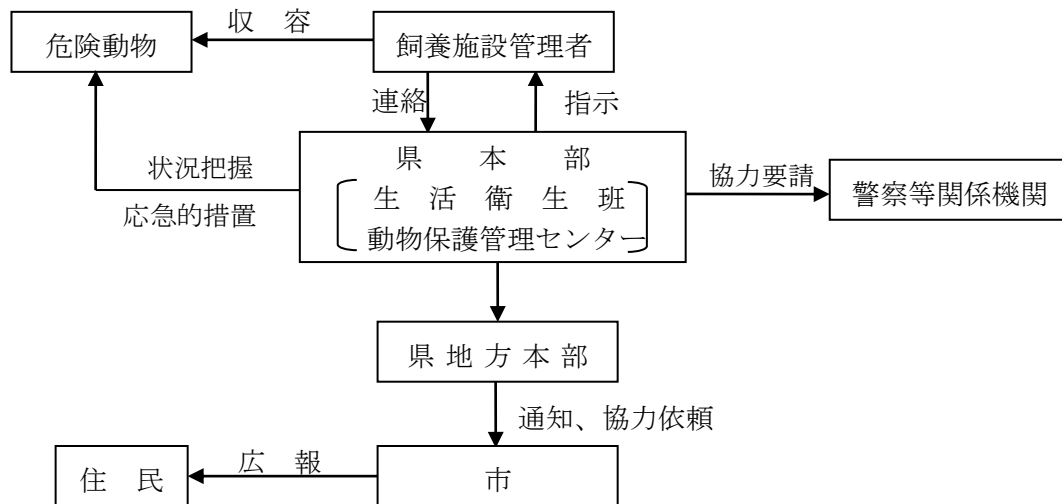 収 容
危険動物
飼養施設管理者
連絡
指示
県 本 部
状況把握
生 活 衛 生 班
協力要請
警察等関係機関
応急的措置
動物保護管理センター
県 地 方 本 部
通知、協力依頼
広 報
住 民
市